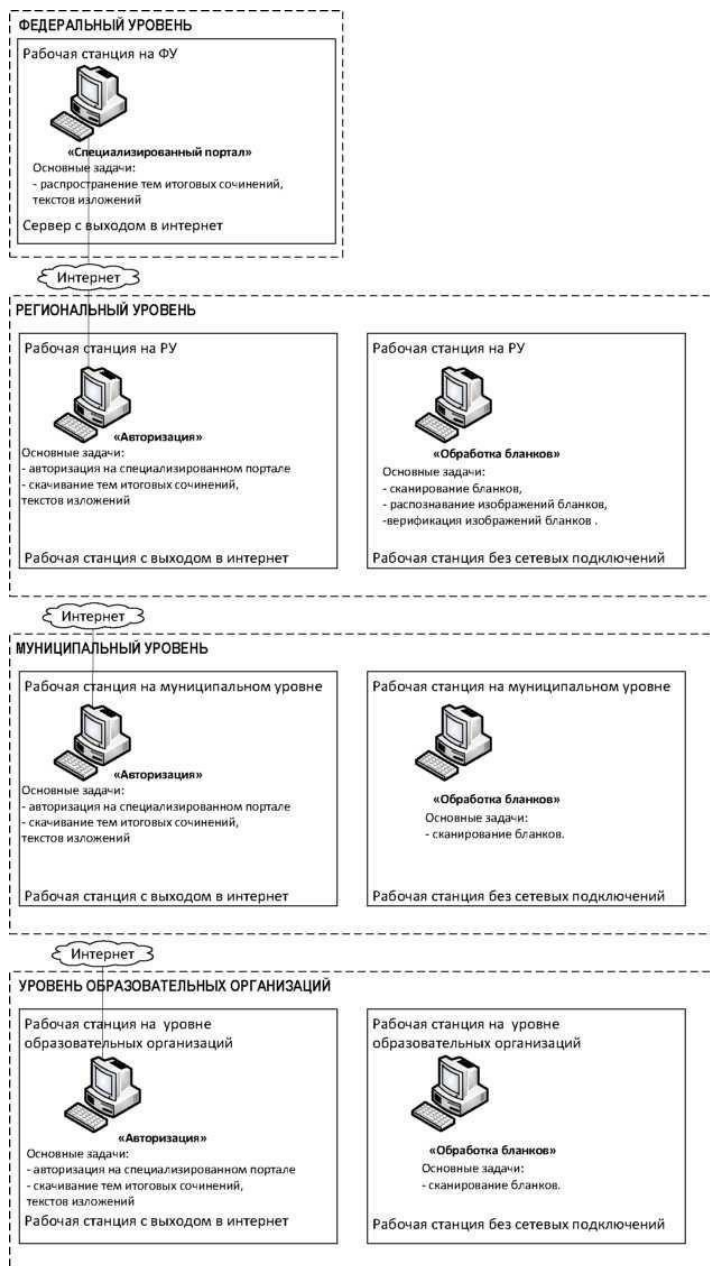 ФЕДЕРАЛЬНЫЙ УРОВЕНЬ
Рабочая станция на ФУ
«Специализированный портал»
Основные задачи:
- распространение тем итоговых сочинений,
текстов изложений
Сервер с выходом в интернет
Интернет
РЕГИОНАЛЬНЫЙ УРОВЕНЬ
Рабочая станция на РУ
«Авторизация»
Основные задачи:
- авторизация на специализированном портале
- скачивание тем итоговых сочинений,
текстов изложений
Рабочая станция с выходом в интернет
Рабочая станция на РУ
«Обработка бланков»
Основные задачи:
- сканирование бланков,
- распознавание изображений бланков,
-верификация изображений бланков .
Рабочая станция без сетевых подключений
Интернет
МУНИЦИПАЛЬНЫЙ УРОВЕНЬ
Рабочая станция на муниципальном уровне
«Авторизация»
Основные задачи:
- авторизация на специализированном портале
- скачивание тем итоговых сочинений,
текстов изложений
Рабочая станция с выходом в интернет
Рабочая станция на муниципальном уровне
«Обработка бланков»
Основные задачи:
- сканирование бланков.
Рабочая станция без сетевых подключений
Интернет
УРОВЕНЬ ОБРАЗОВАТЕЛЬНЫХ ОРГАНИЗАЦИЙ
Рабочая станция на уровне
образовательных организаций
«Авторизация»
Основные задачи:
- авторизация на специализированном портале
- скачивание тем итоговых сочинений,
текстов изложений
Рабочая станция с выходом в интернет
Рабочая станция на уровне
образовательных организаций
«Обработка бланков»
Основные задачи:
- сканирование бланков.
Рабочая станция без сетевых подключений